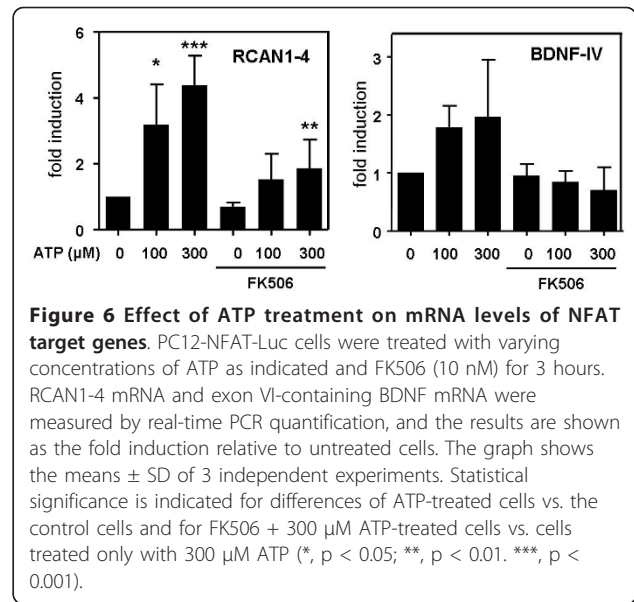 RCAN1-4
BDNF-IV
fold induction
6
4
2
0
*
***
**
fold induction
3
2
1
0
ATP (µM) 0 100 300 0 100 300
0 100 300 0 100 300
FK506
FK506
Figure 6 Effect of ATP treatment on mRNA levels of NFAT
target genes. PC12-NFAT-Luc cells were treated with varying
concentrations of ATP as indicated and FK506 (10 nM) for 3 hours.
RCAN1-4 mRNA and exon VI-containing BDNF mRNA were
measured by real-time PCR quantification, and the results are shown
as the fold induction relative to untreated cells. The graph shows
the means ± SD of 3 independent experiments. Statistical
significance is indicated for differences of ATP-treated cells vs. the
control cells and for FK506 + 300 µM ATP-treated cells vs. cells
treated only with 300 µM ATP (*, p < 0.05; **, p < 0.01. ***, p <
0.001).